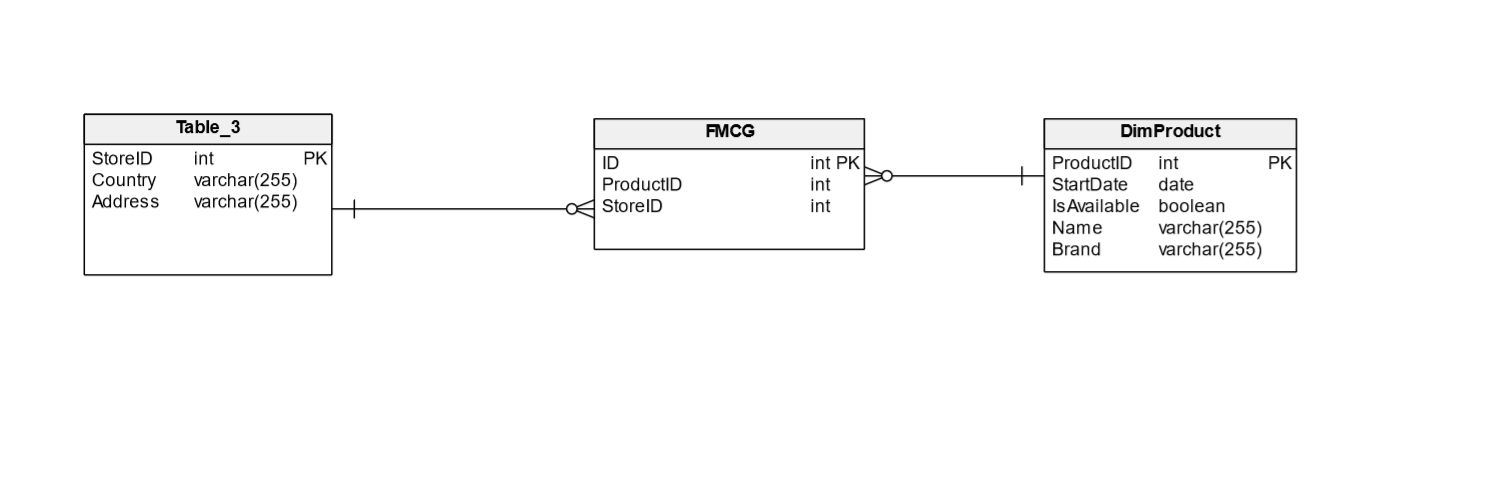 Table_3
StoreID int PK
Country varchar(255)
Address varchar(255)
FMCG
ID int PK
ProductID int
StoreID int
DimProduct
ProductID int PK
StartDate date
IsAvailable boolean
Name varchar(255)
Brand varchar(255)